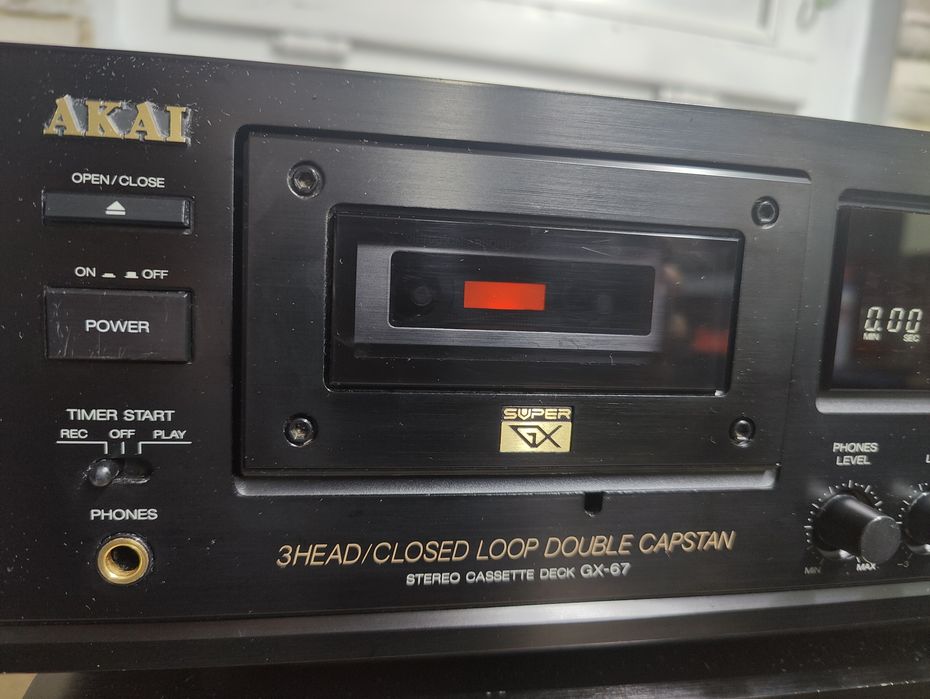 AKAI
OPEN/CLOSE
ON OFF
POWER
TIMER START
REC OFF PLAY
PHONES
SUPER
GX
3HEAD/CLOSED LOOP DOUBLE CAPSTAN
STEREO CASSETTE DECK GX-67
0.00
MIN SEC
PHONES
LEVEL
MIN MAX